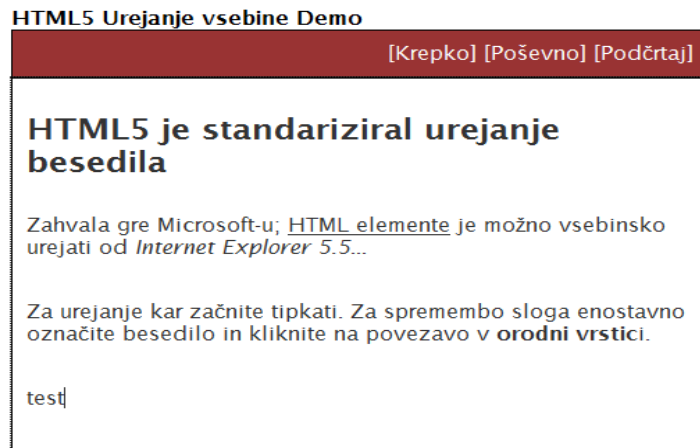 HTML5 Urejanje vsebine Demo
[Krepko] [Poševno] [Podčrtaj]
HTML5 je standariziral urejanje
besedila
Zahvala gre Microsoft-u; HTML elemente je možno vsebinsko
urejati od Internet Explorer 5.5...
Za urejanje kar začnite tipkati. Za spremembo sloga enostavno
označite besedilo in kliknite na povezavo v orodni vrstici.
test